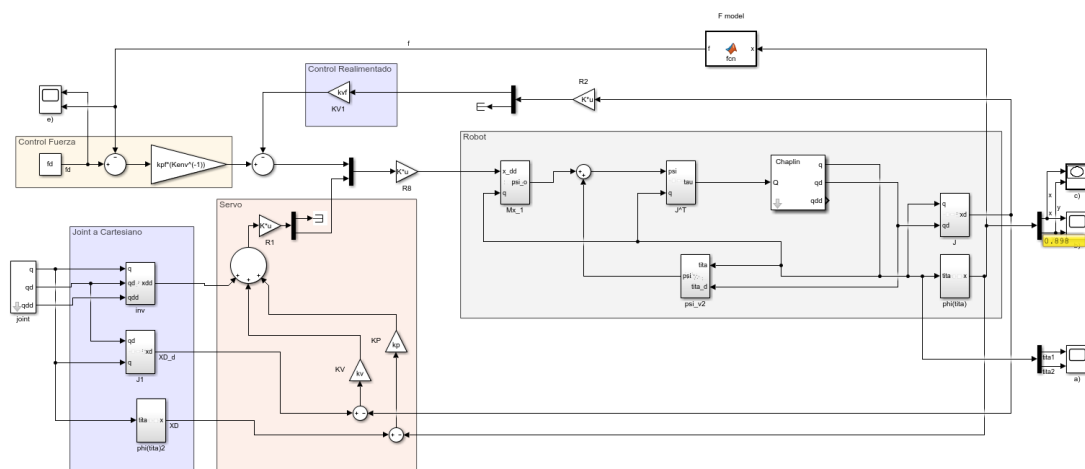 F model
f
f
fcn
x
Control Realimentado
kvf
KV1
R2
K*u
e)
Control Fuerza
fd
fd
kpf*(Kenv^(-1))
K*u
R8
Robot
x_dd
psi_o
q
Mx_1
psi
tau
q
J^T
Chaplin
q
Q
qd
qdd
q
xd
qd
J
x
y
x
c)
0.898
tita
psi
tita_d
psi_v2
tita
x
phi(tita)
tita1
tita2
a)
Servo
K*u
R1
KP
kp
KV
kv
Joint a Cartesiano
q
qd
qdd
joint
q
qd
xdd
qdd
inv
qd
xd
q
J1
XD_d
tita
x
phi(tita)2
XD